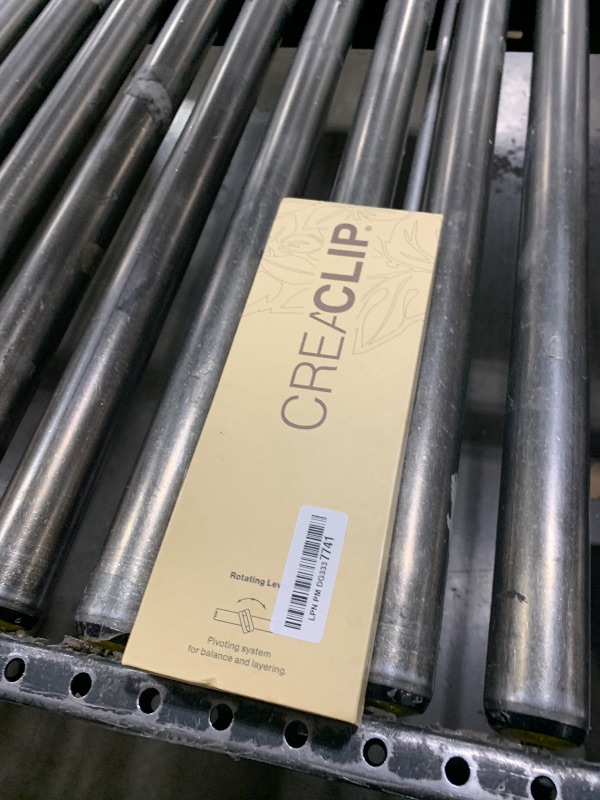 CREACLIP®
Rotating Lev
LPN PM DG3337741
Pivoting system
for balance and layering.